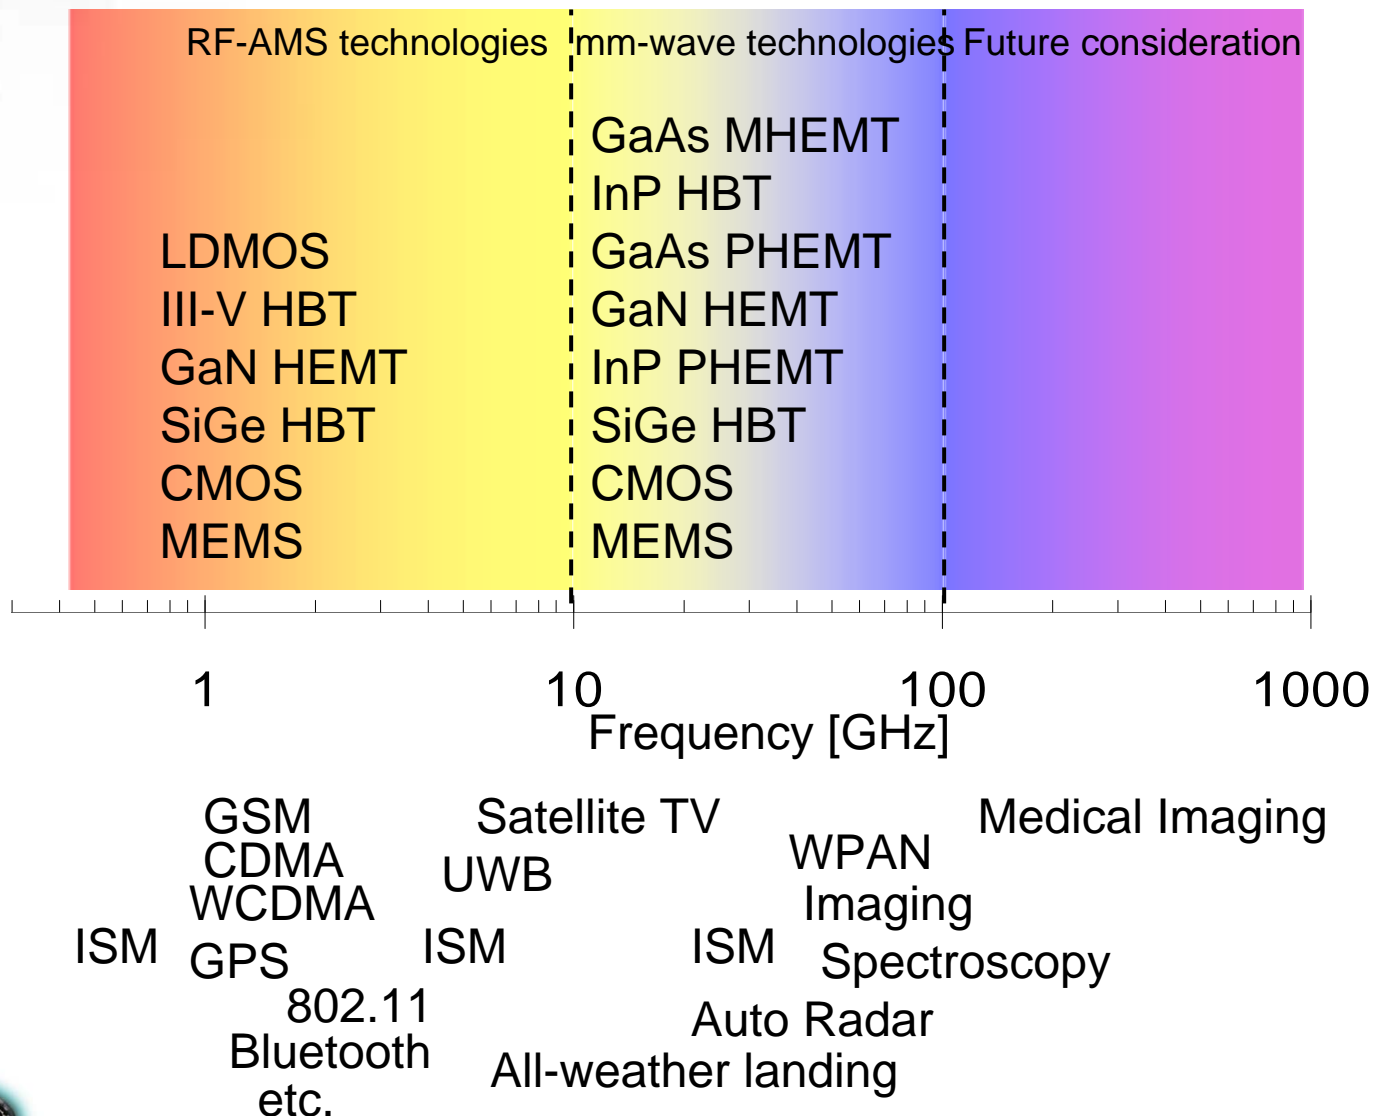 RF-AMS technologies
mm-wave technologies
Future consideration
LDMOS
III-V HBT
GaN HEMT
SiGe HBT
CMOS
MEMS
GaAs MHEMT
InP HBT
GaAs PHEMT
GaN HEMT
InP PHEMT
SiGe HBT
CMOS
MEMS
1
10
100
1000
Frequency [GHz]
GSM
CDMA
WCDMA
ISM
GPS
802.11
Bluetooth
etc.
Satellite TV
UWB
ISM
All-weather landing
WPAN
Imaging
ISM
Spectroscopy
Auto Radar
Medical Imaging